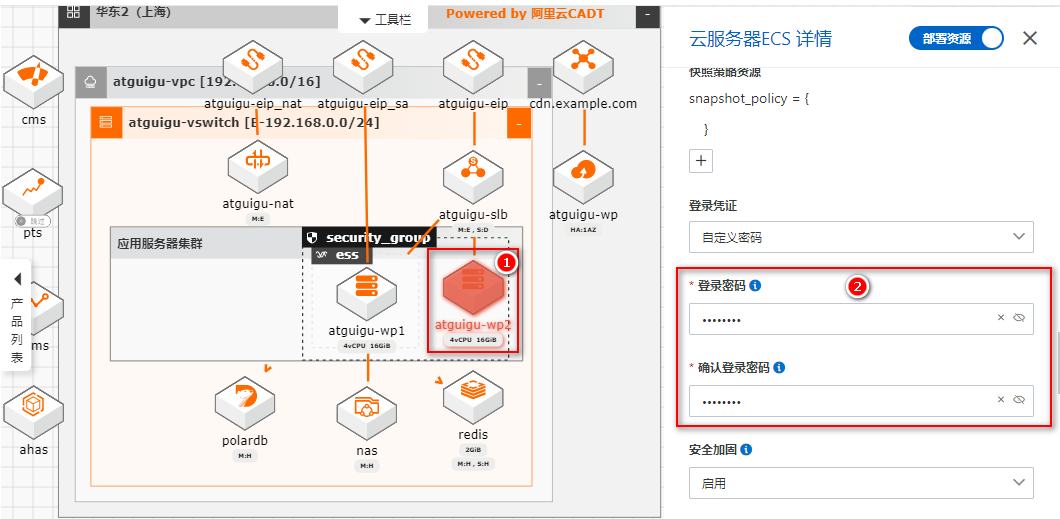 华东2（上海）
工具栏
Powered by 阿里云CADT
-
atguigu-vpc [192.
.0.0/16]
-
atguigu-eip_nat
atguigu-eip_sa
atguigu-eip
cdn.example.com
cms
atguigu-vswitch [E-192.168.0.0/24]
-
atguigu-nat
M:E
atguigu-slb
M:E , S:D
atguigu-wp
HA:1AZ
跳过
pts
应用服务器集群
security_group
ess
1
atguigu-wp1
4vCPU 16GiB
atguigu-wp2
4vCPU 16GiB
产品列表
ms
polardb
M:H
nas
M:H
redis
2GiB
M:H , S:H
ahas
云服务器ECS 详情
部署资源
快照策略资源
snapshot_policy = {
}
+
登录凭证
自定义密码
* 登录密码
2
••••••••
* 确认登录密码
••••••••
安全加固
启用